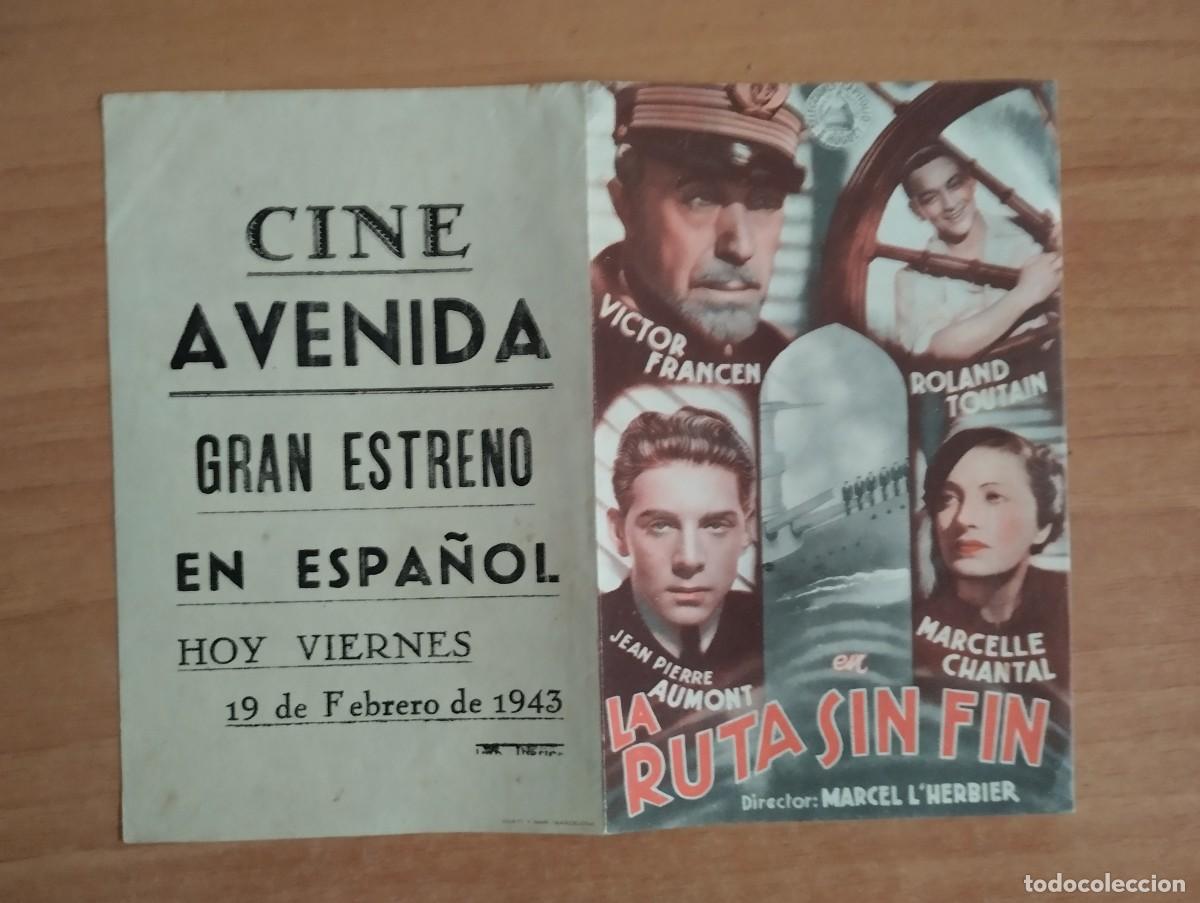 CINE
AVENIDA
GRAN ESTRENO
EN ESPAÑOL
HOY VIERNES
19 de Febrero de 1943
VICTOR
FRANCEN
ROLAND
TOUTAIN
JEAN PIERRE
AUMONT
MARCELLE
CHANTAL
en
LA
RUTA SIN FIN
Director: MARCEL L'HERBIER
todocoleccion